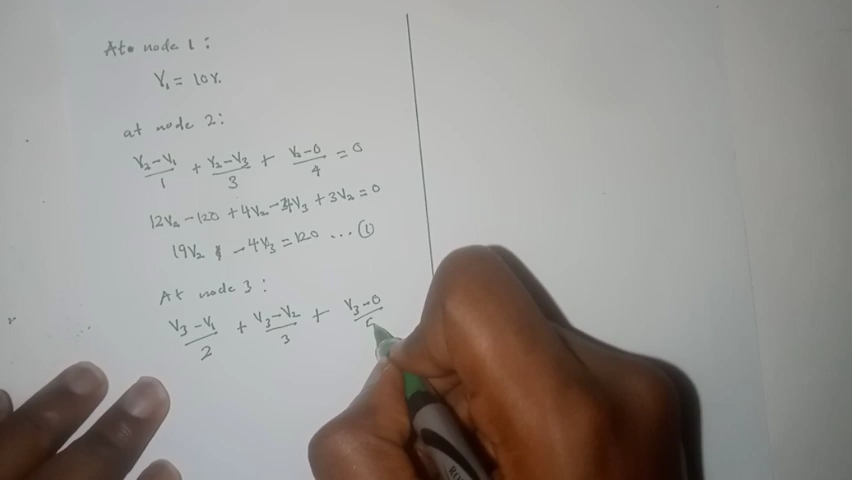 At node 1:
V₁ = 10V.
at node 2:
V₂-V₁/1 + V₂-V₃/3 + V₂-0/4 = 0
12V₂ - 120 + 4V₂ - 4V₃ + 3V₂ = 0
19V₂ - 4V₃ = 120 ... (1)
At node 3:
V₃-V₁/2 + V₃-V₂/3 + V₃-0/